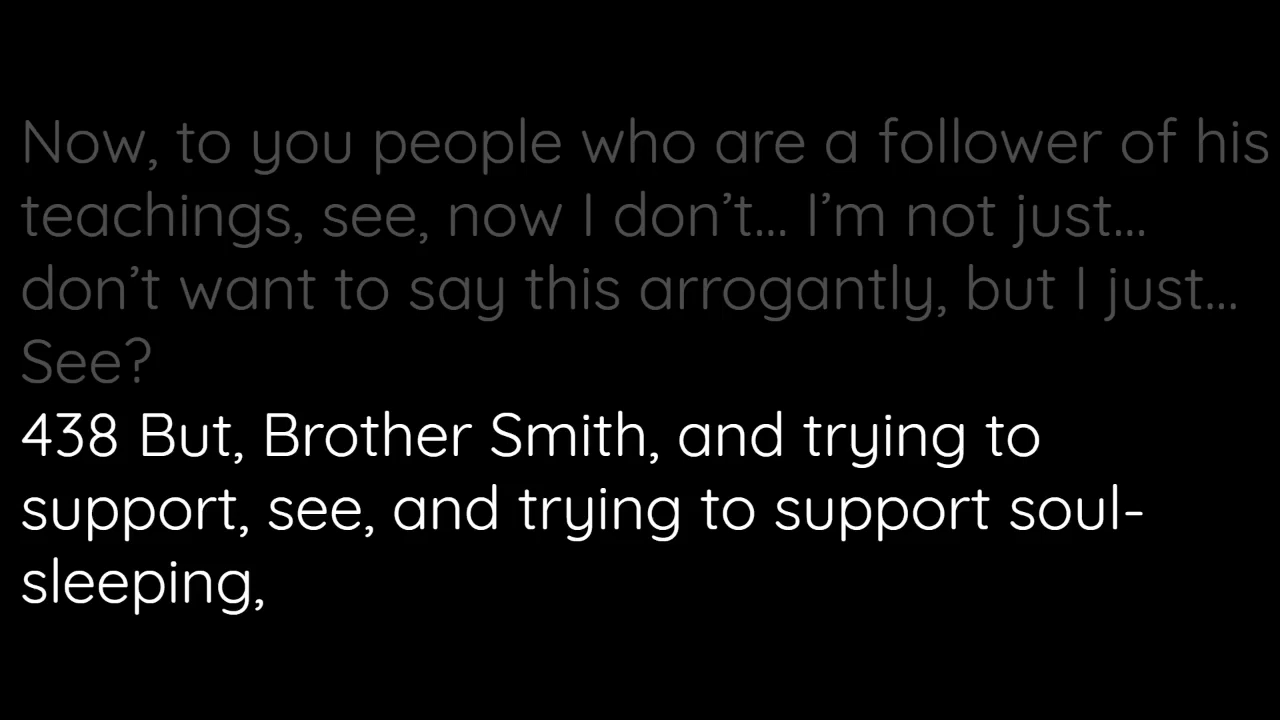 Now, to you people who are a follower of his
teachings, see, now I don’t... I’m not just...
don’t want to say this arrogantly, but I just...
See?
438 But, Brother Smith, and trying to
support, see, and trying to support soul-
sleeping,